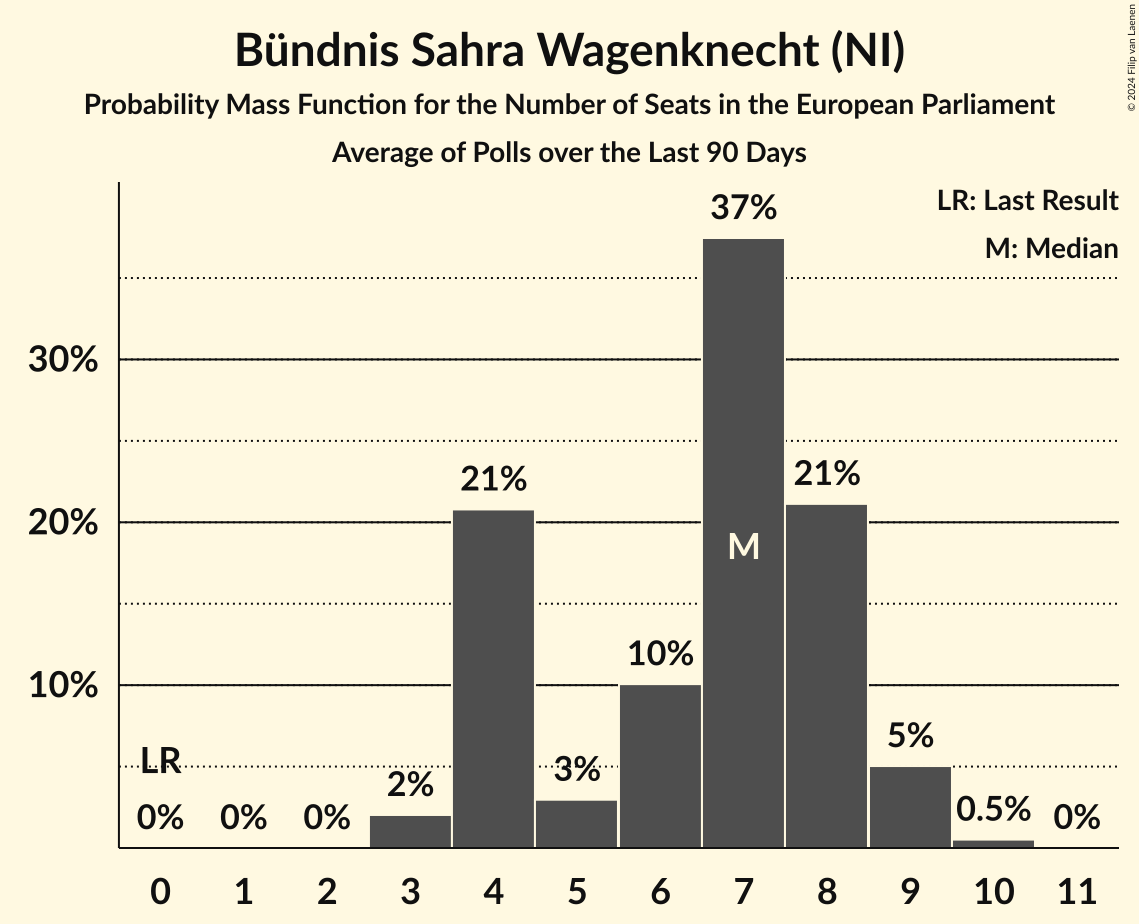 Bündnis Sahra Wagenknecht (NI)
Probability Mass Function for the Number of Seats in the European Parliament
Average of Polls over the Last 90 Days
© 2024 Filip van Laenen
LR: Last Result
M: Median
37%
30%
21%
21%
20%
M
10%
10%
LR
5%
3%
2%
0.5%
0%
0%
0%
0%
0 1 2 3 4 5 6 7 8 9 10 11